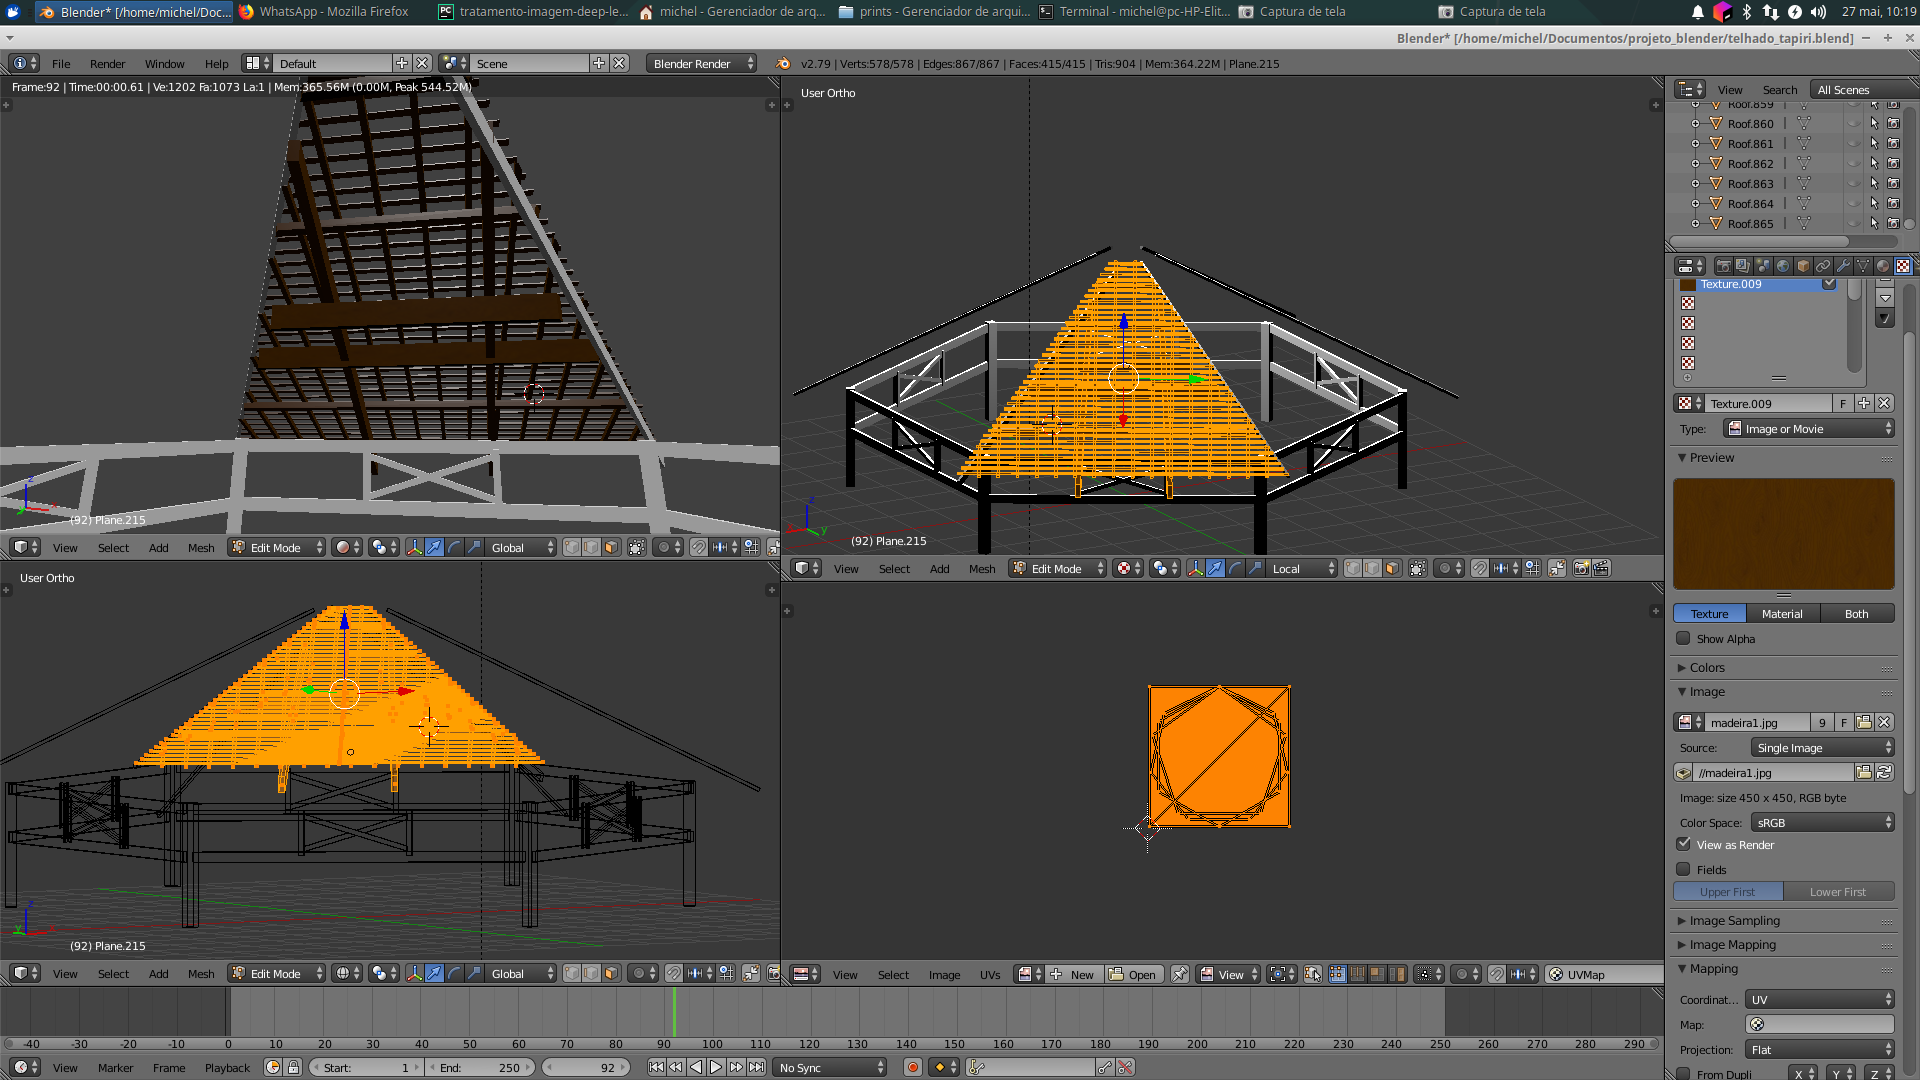 Blender* [/home/michel/Doc...
WhatsApp - Mozilla Firefox
tratamento-imagem-deep-le...
michel - Gerenciador de arq...
prints - Gerenciador de arqui...
Terminal - michel@pc-HP-Elit...
Captura de tela
Captura de tela
27 mai, 10:19
Blender* [/home/michel/Documentos/projeto_blender/telhado_tapiri.blend]
File Render Window Help Default Scene Blender Render v2.79 | Verts:578/578 | Edges:867/867 | Faces:415/415 | Tris:904 | Mem:364.22M | Plane.215
Frame:92 | Time:00:00.61 | Ve:1202 Fa:1073 La:1 | Mem:365.56M (0.00M, Peak 544.52M)
(92) Plane.215
View Select Add Mesh Edit Mode Global
User Ortho
(92) Plane.215
View Select Add Mesh Edit Mode Local
User Ortho
(92) Plane.215
View Select Add Mesh Edit Mode Global
View Select Image UVs New Open View UVMap
View Search All Scenes
Roof.859
Roof.860
Roof.861
Roof.862
Roof.863
Roof.864
Roof.865
Texture.009
Texture.009 F
Type: Image or Movie
Preview
Texture Material Both
Show Alpha
Colors
Image
madeira1.jpg 9 F
Source: Single Image
//madeira1.jpg
Image: size 450 x 450, RGB byte
Color Space: sRGB
View as Render
Fields
Upper First Lower First
Image Sampling
Image Mapping
Mapping
Coordinat... UV
Map:
Projection: Flat
From Dupli X Y Z
-40 -30 -20 -10 0 10 20 30 40 50 60 70 80 90 100 110 120 130 140 150 160 170 180 190 200 210 220 230 240 250 260 270 280 290
View Marker Frame Playback Start: 1 End: 250 92 No Sync